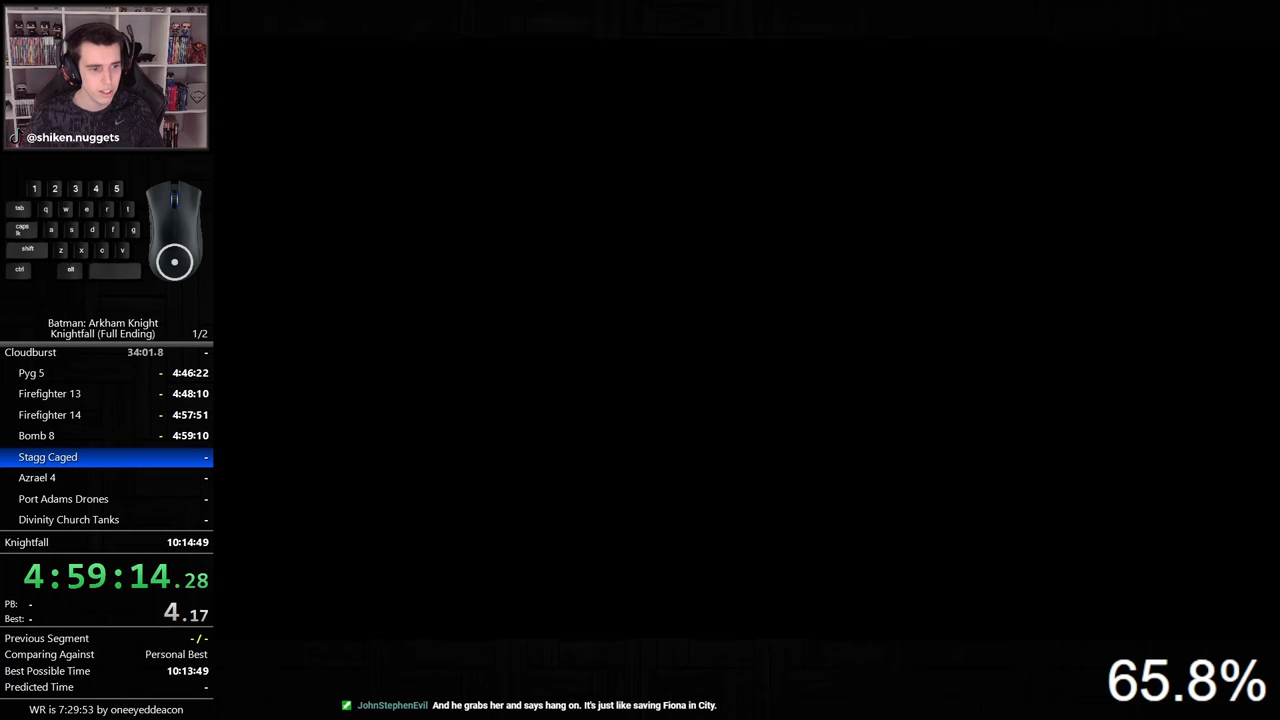 @shiken.nuggets
1 2 3 4 5
tab q w e r t
caps lk a s d f g
shift z x c v
ctrl alt
Batman: Arkham Knight
Knightfall (Full Ending) 1/2
Cloudburst 34:01.8 -
Pyg 5 - 4:46:22
Firefighter 13 - 4:48:10
Firefighter 14 - 4:57:51
Bomb 8 - 4:59:10
Stagg Caged -
Azrael 4 -
Port Adams Drones -
Divinity Church Tanks -
Knightfall 10:14:49
4:59:14.28
PB: - 4.17
Best: -
Previous Segment - / -
Comparing Against Personal Best
Best Possible Time 10:13:49
Predicted Time -
WR is 7:29:53 by oneeyeddeacon
JohnStephenEvil And he grabs her and says hang on. It's just like saving Fiona in City.
65.8%